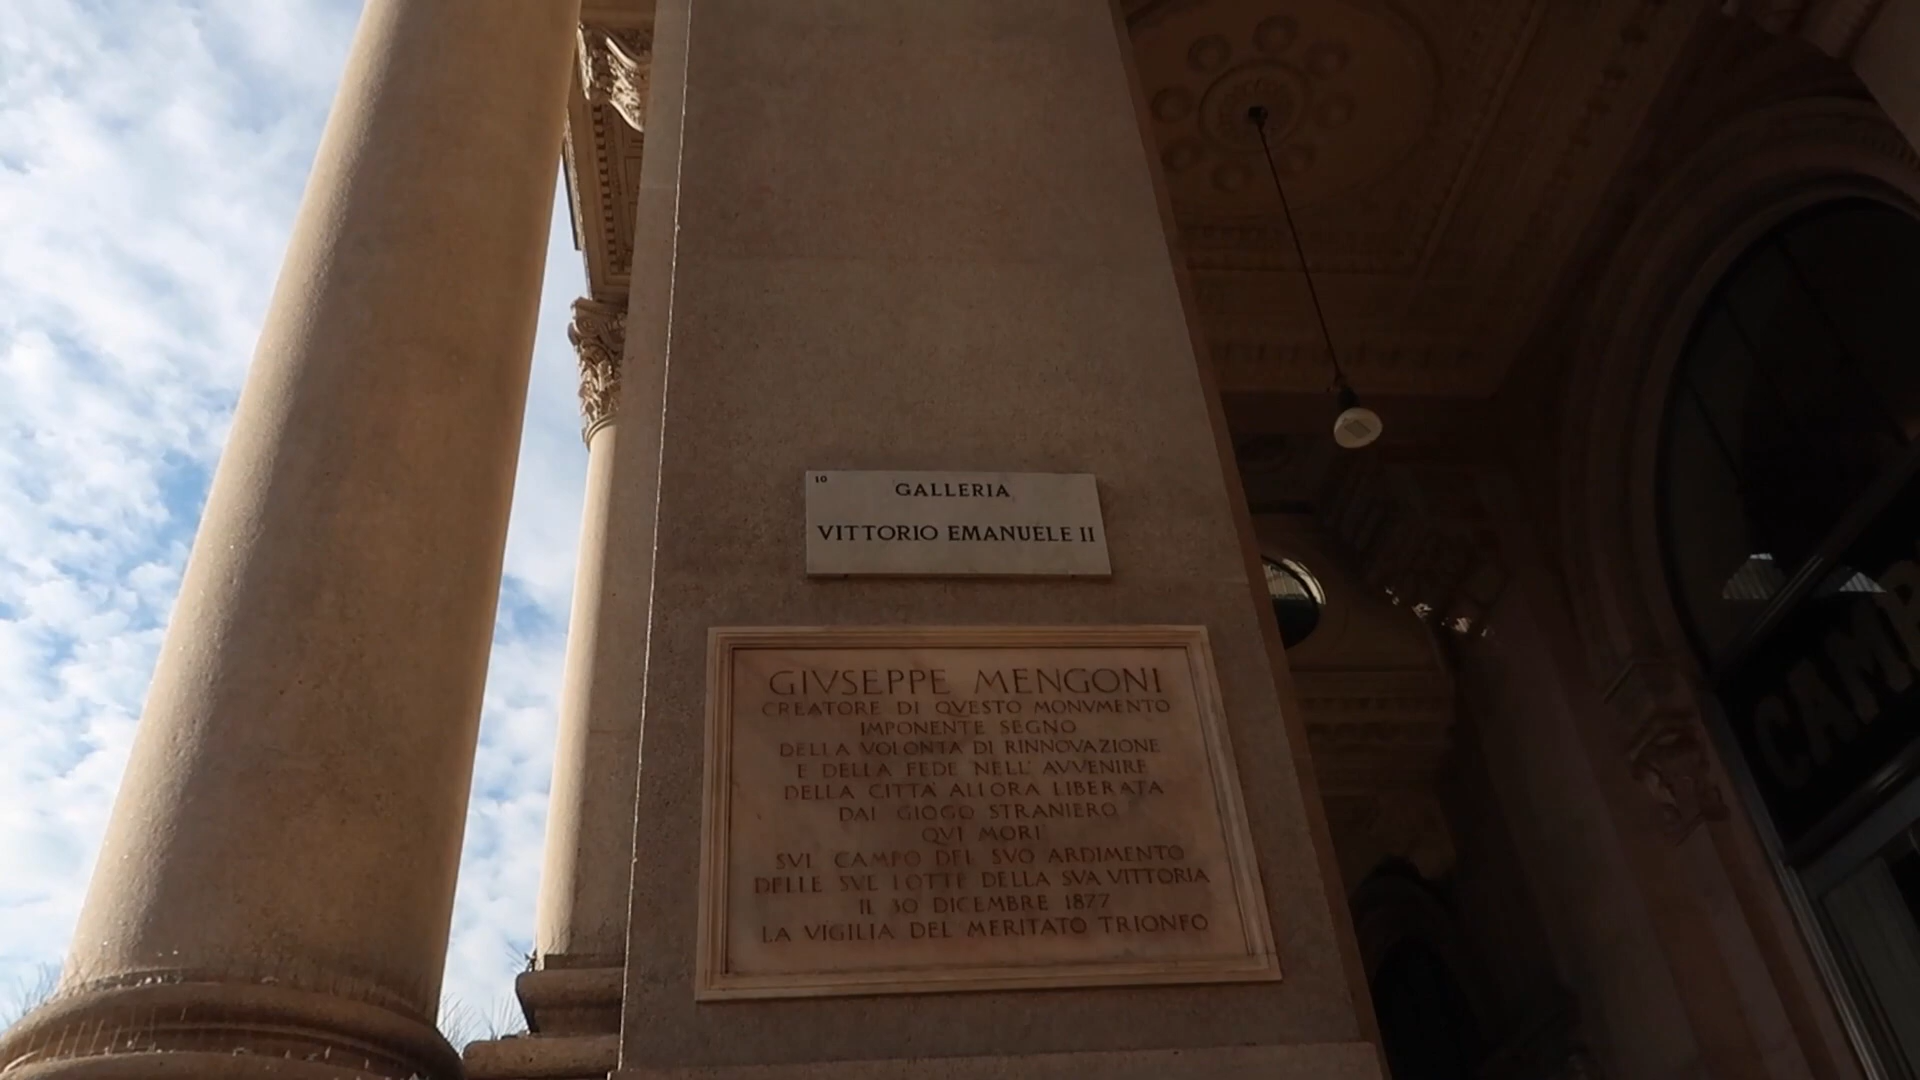 10
GALLERIA
VITTORIO EMANUELE II
GIVSEPPE MENGONI
CREATORE DI QVESTO MONVMENTO
IMPONENTE SEGNO
DELLA VOLONTA DI RINNOVAZIONE
E DELLA FEDE NELL' AVVENIRE
DELLA CITTA' ALLORA LIBERATA
DAL GIOGO STRANIERO
QVI MORI'
SVL CAMPO DEL SVO ARDIMENTO
DELLE SVE LOTTE DELLA SVA VITTORIA
IL 30 DICEMBRE 1877
LA VIGILIA DEL MERITATO TRIONFO